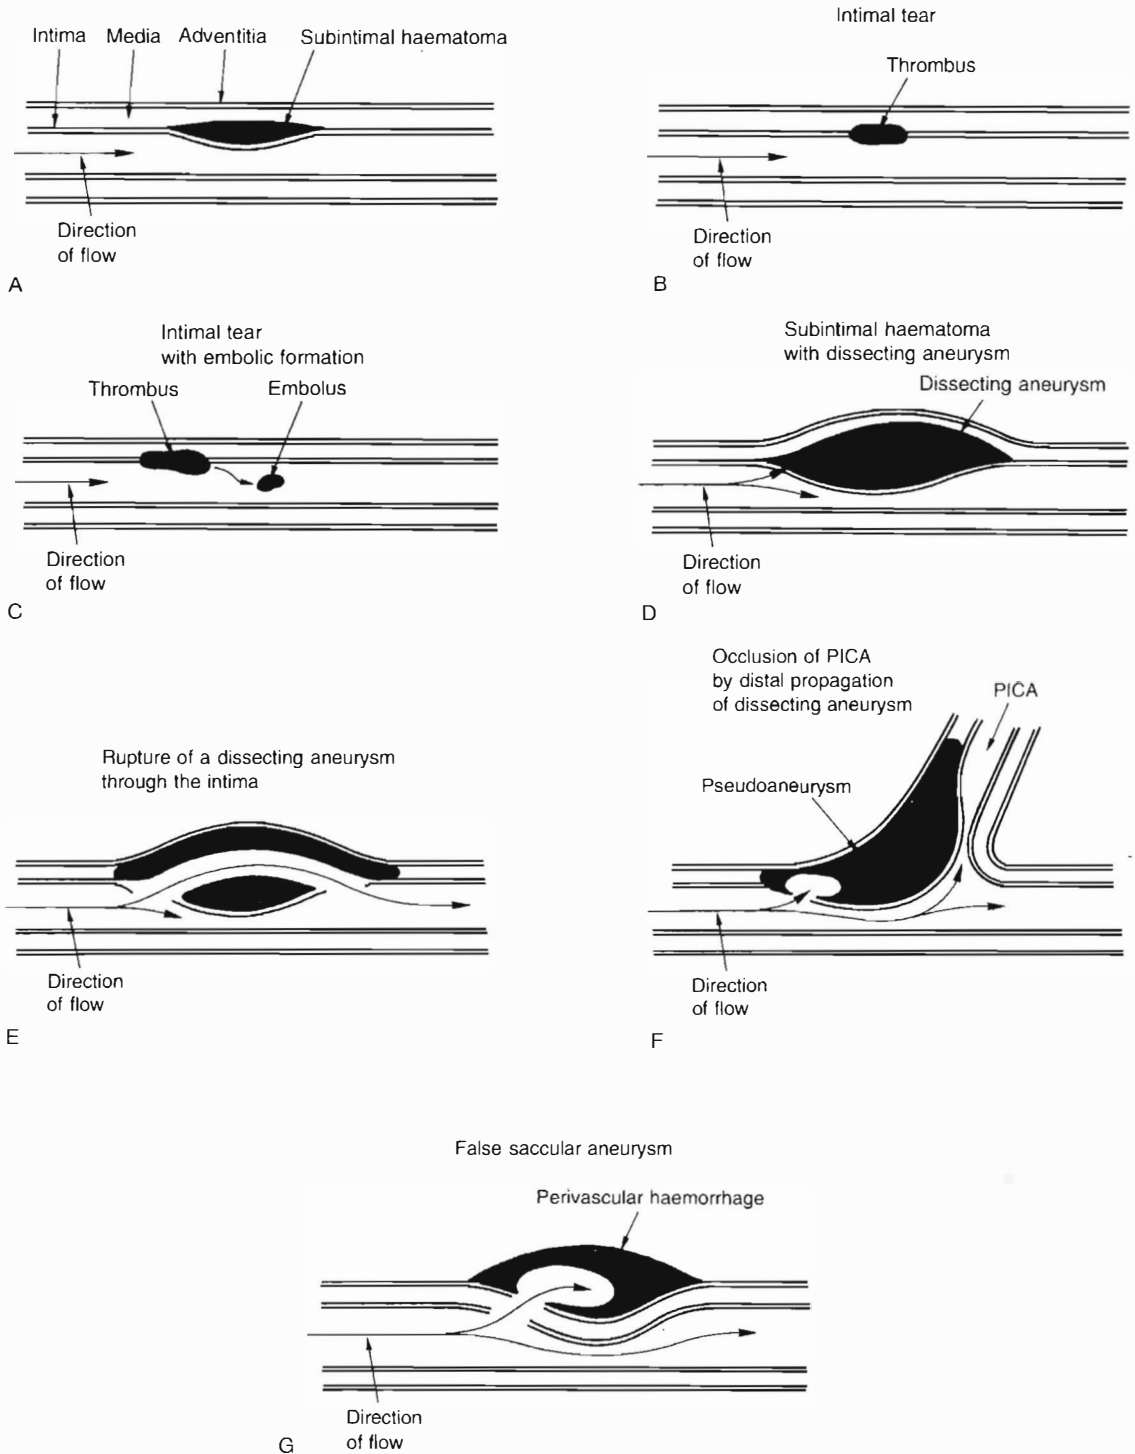 Intima Media Adventitia Subintimal haematoma
Direction
of flow
A
Intimal tear
Thrombus
Direction
of flow
B
Intimal tear
with embolic formation
Thrombus Embolus
Direction
of flow
C
Subintimal haematoma
with dissecting aneurysm
Dissecting aneurysm
Direction
of flow
D
Rupture of a dissecting aneurysm
through the intima
Direction
of flow
E
Occlusion of PICA
by distal propagation
of dissecting aneurysm
PICA
Pseudoaneurysm
Direction
of flow
F
False saccular aneurysm
Perivascular haemorrhage
Direction
of flow
G